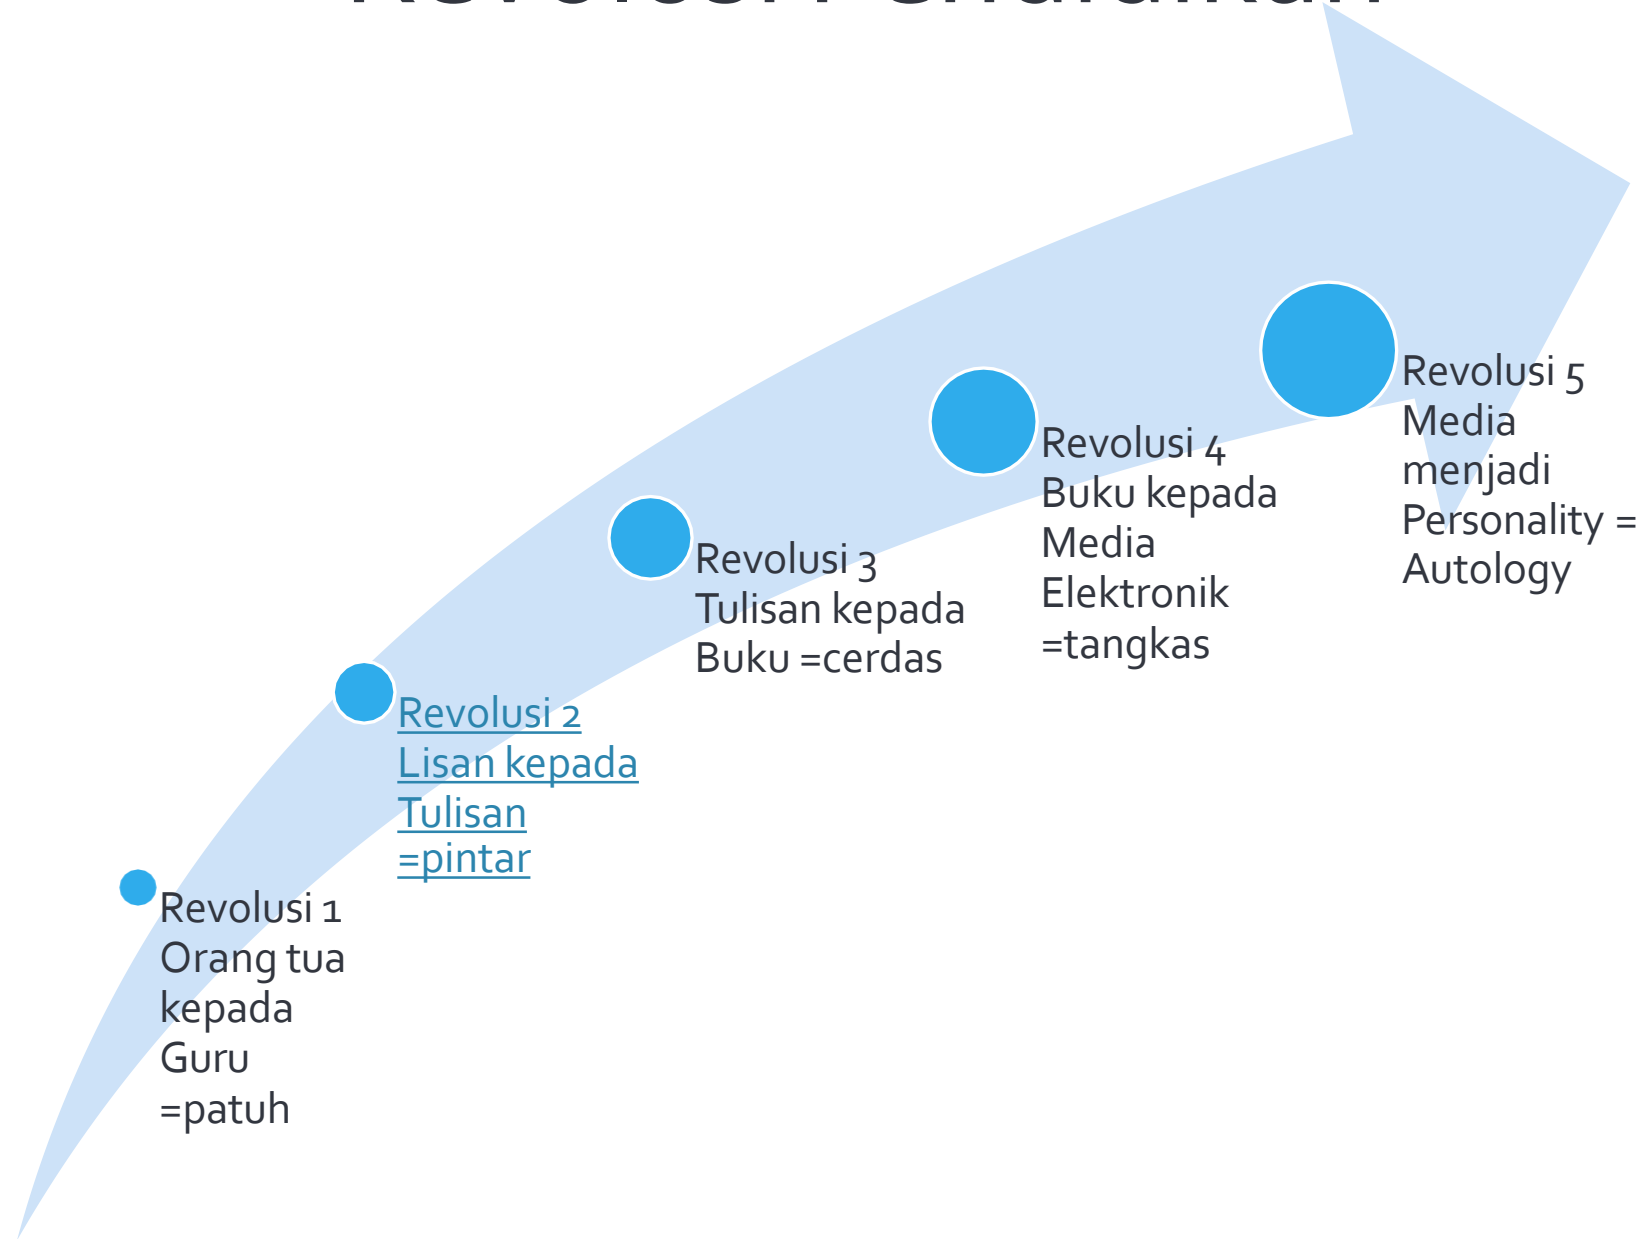 Revolusi 1
Orang tua
kepada
Guru
=patuh
Revolusi 2
Lisan kepada
Tulisan
=pintar
Revolusi 3
Tulisan kepada
Buku =cerdas
Revolusi 4
Buku kepada
Media
Elektronik
=tangkas
Revolusi 5
Media
menjadi
Personality =
Autology